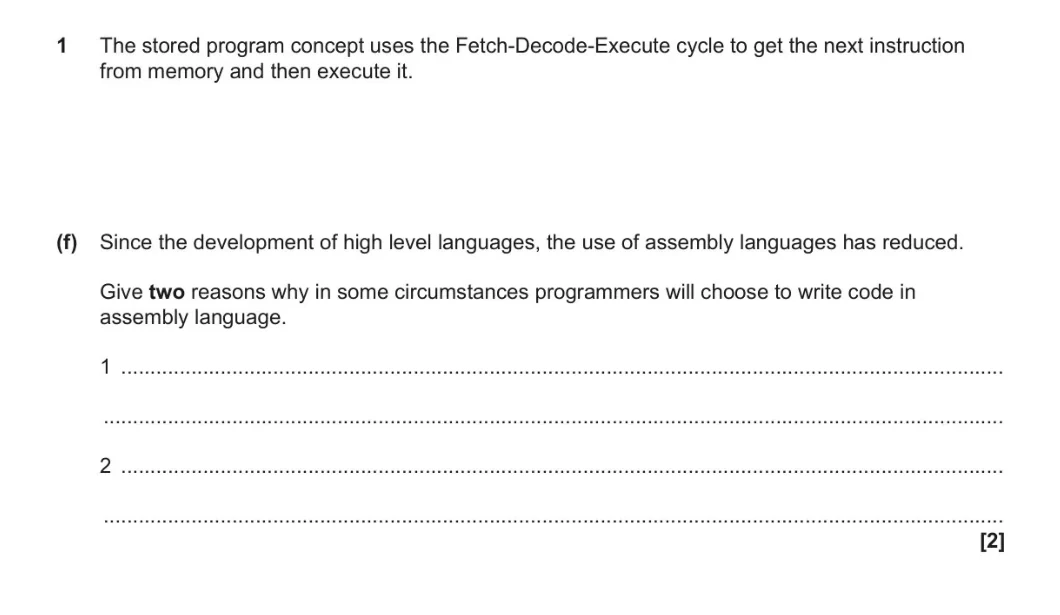 1 The stored program concept uses the Fetch-Decode-Execute cycle to get the next instruction
from memory and then execute it.
(f) Since the development of high level languages, the use of assembly languages has reduced.
Give two reasons why in some circumstances programmers will choose to write code in
assembly language.
1 ....................................................................................................
....................................................................................................
2 ....................................................................................................
....................................................................................................
[2]